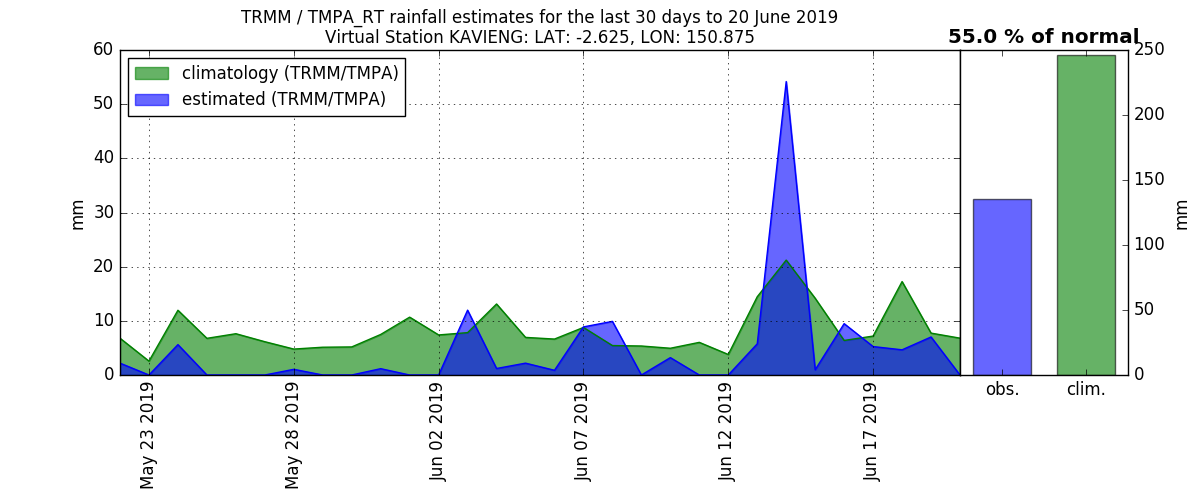 TRMM / TMPA_RT rainfall estimates for the last 30 days to 20 June 2019
Virtual Station KAVIENG: LAT: -2.625, LON: 150.875
55.0 % of normal
climatology (TRMM/TMPA)
estimated (TRMM/TMPA)
60
50
40
30
20
10
0
mm
May 23 2019
May 28 2019
Jun 02 2019
Jun 07 2019
Jun 12 2019
Jun 17 2019
250
200
150
100
50
0
mm
obs.
clim.